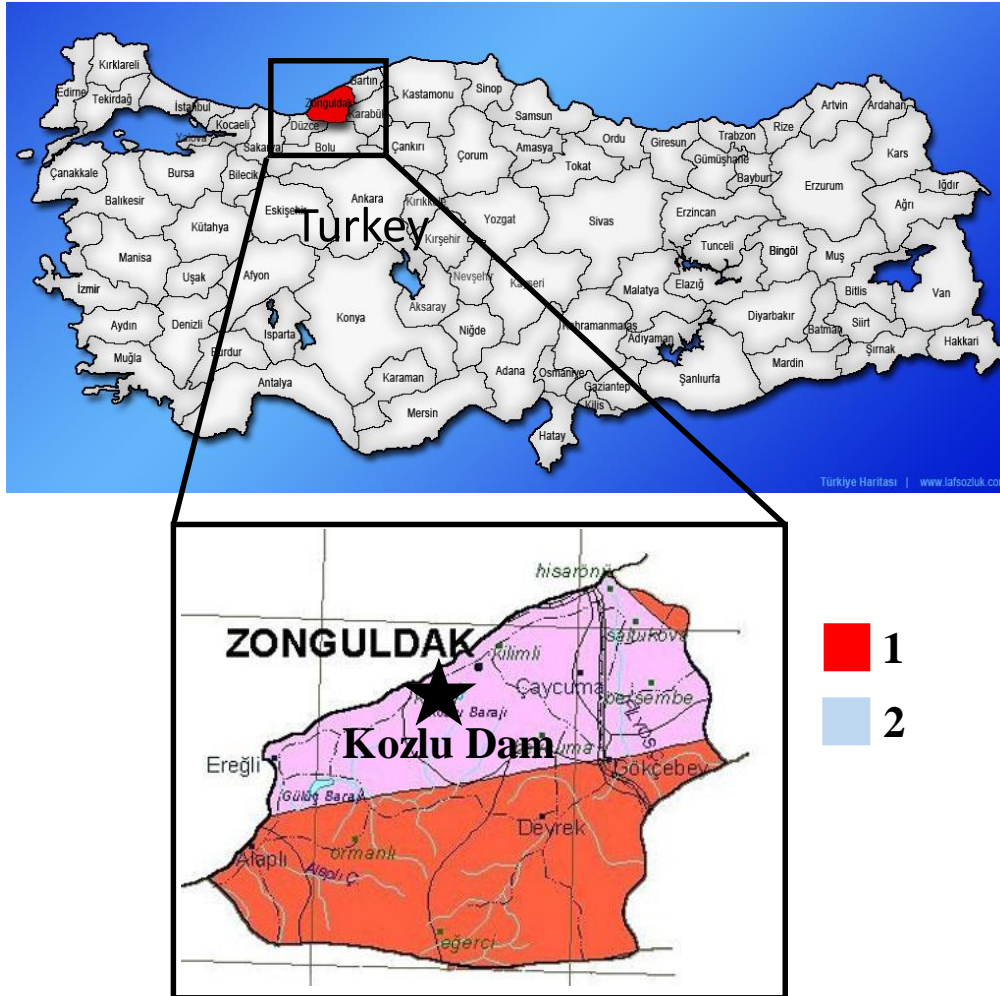 Kırklareli
Edirne
Tekirdağ
İstanbul
Kocaeli
Yalova
Sakarya
Düzce
Zonguldak
Bartın
Karabük
Bolu
Kastamonu
Sinop
Çankırı
Samsun
Çorum
Amasya
Tokat
Ordu
Giresun
Trabzon
Gümüşhane
Bayburt
Rize
Artvin
Ardahan
Kars
Iğdır
Ağrı
Erzurum
Çanakkale
Balıkesir
Bursa
Bilecik
Kütahya
Eskişehir
Ankara
Kırıkkale
Turkey
Kırşehir
Yozgat
Sivas
Erzincan
Tunceli
Bingöl
Muş
Manisa
Uşak
Afyon
İzmir
Aydın
Denizli
Isparta
Burdur
Muğla
Antalya
Konya
Aksaray
Nevşehir
Niğde
Kayseri
Karaman
Mersin
Adana
Osmaniye
Kahramanmaraş
Malatya
Elazığ
Adıyaman
Gaziantep
Kilis
Hatay
Şanlıurfa
Diyarbakır
Mardin
Batman
Siirt
Bitlis
Van
Şırnak
Hakkari
Türkiye Haritası | www.lafsozluk.com
hisarönü
ZONGULDAK
kilimli
saltukova
Çaycuma
perşembe
Barajı
Kozlu Dam
Ereğli
Gökçebey
Gülüç Barajı
Devrek
Alaplı
ormanlı
Alaplı Ç.
eğerci
1
2